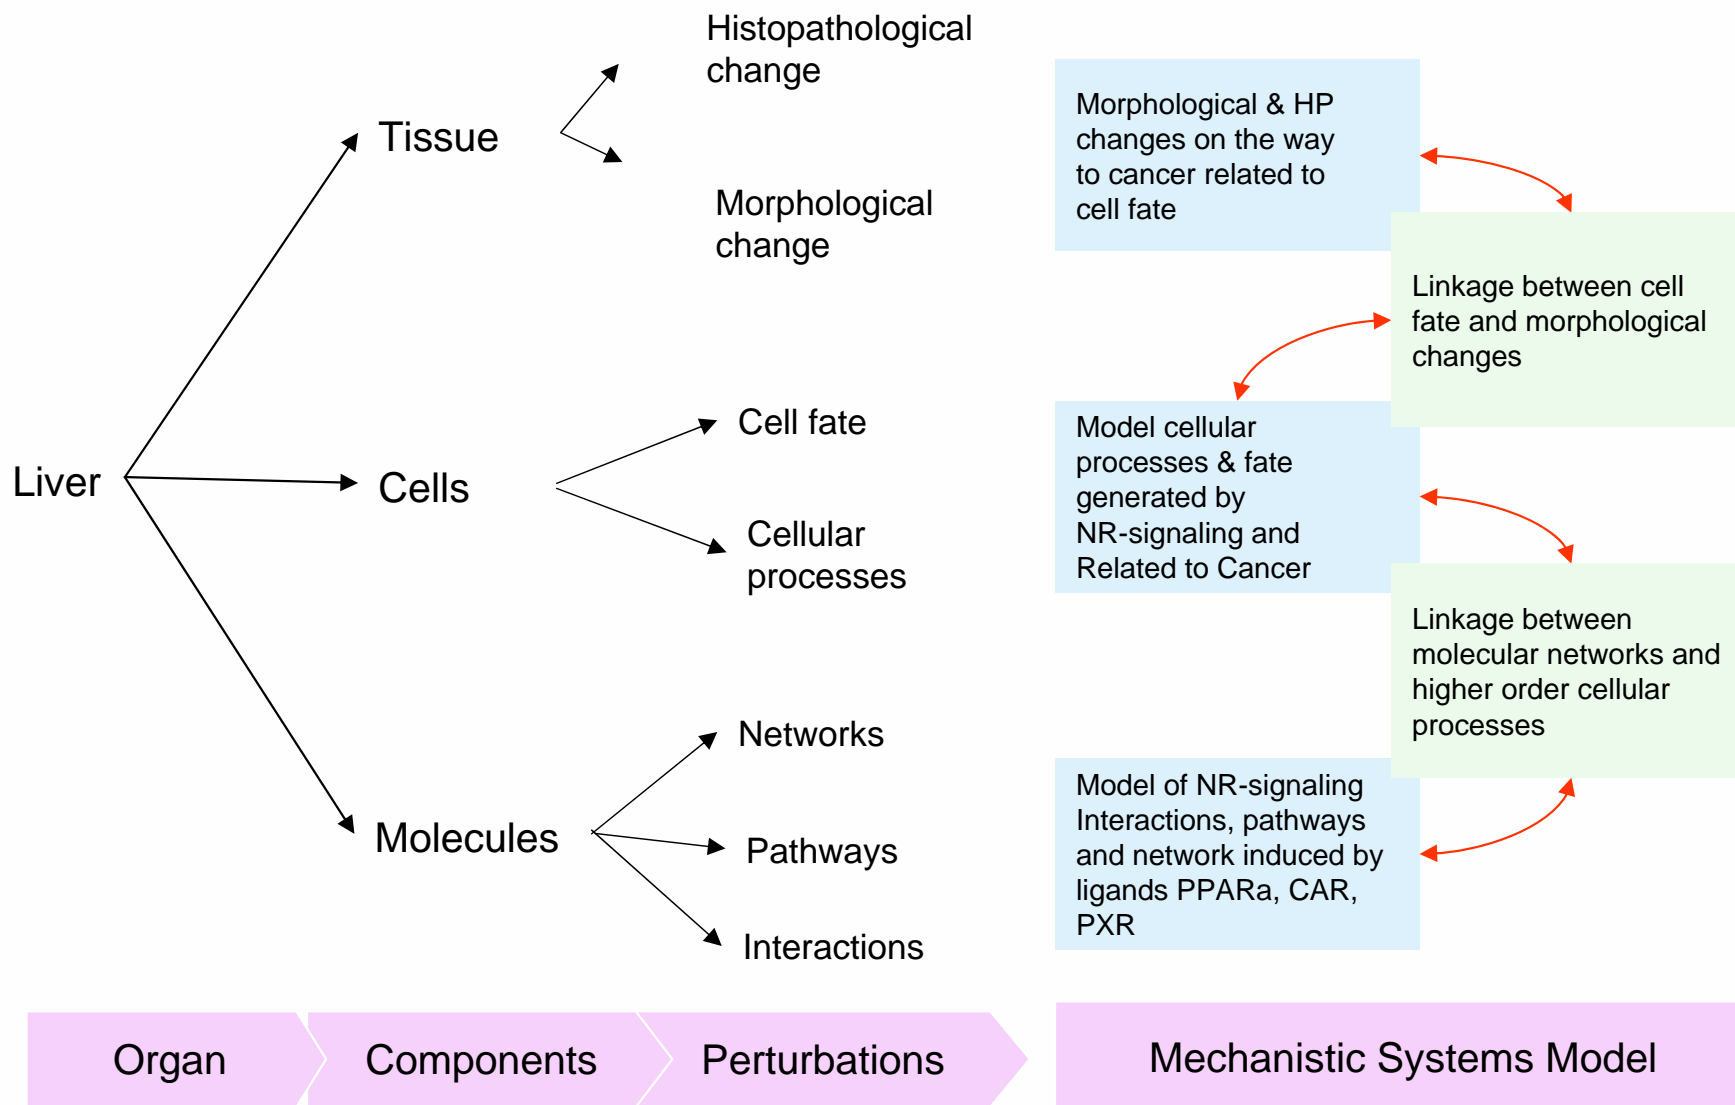 Histopathological
change
Tissue
Morphological
change
Liver
Cells
Cell fate
Cellular
processes
Molecules
Networks
Pathways
Interactions
Morphological & HP
changes on the way
to cancer related to
cell fate
Linkage between cell
fate and morphological
changes
Model cellular
processes & fate
generated by
NR-signaling and
Related to Cancer
Linkage between
molecular networks and
higher order cellular
processes
Model of NR-signaling
Interactions, pathways
and network induced by
ligands PPARa, CAR,
PXR
Organ
Components
Perturbations
Mechanistic Systems Model